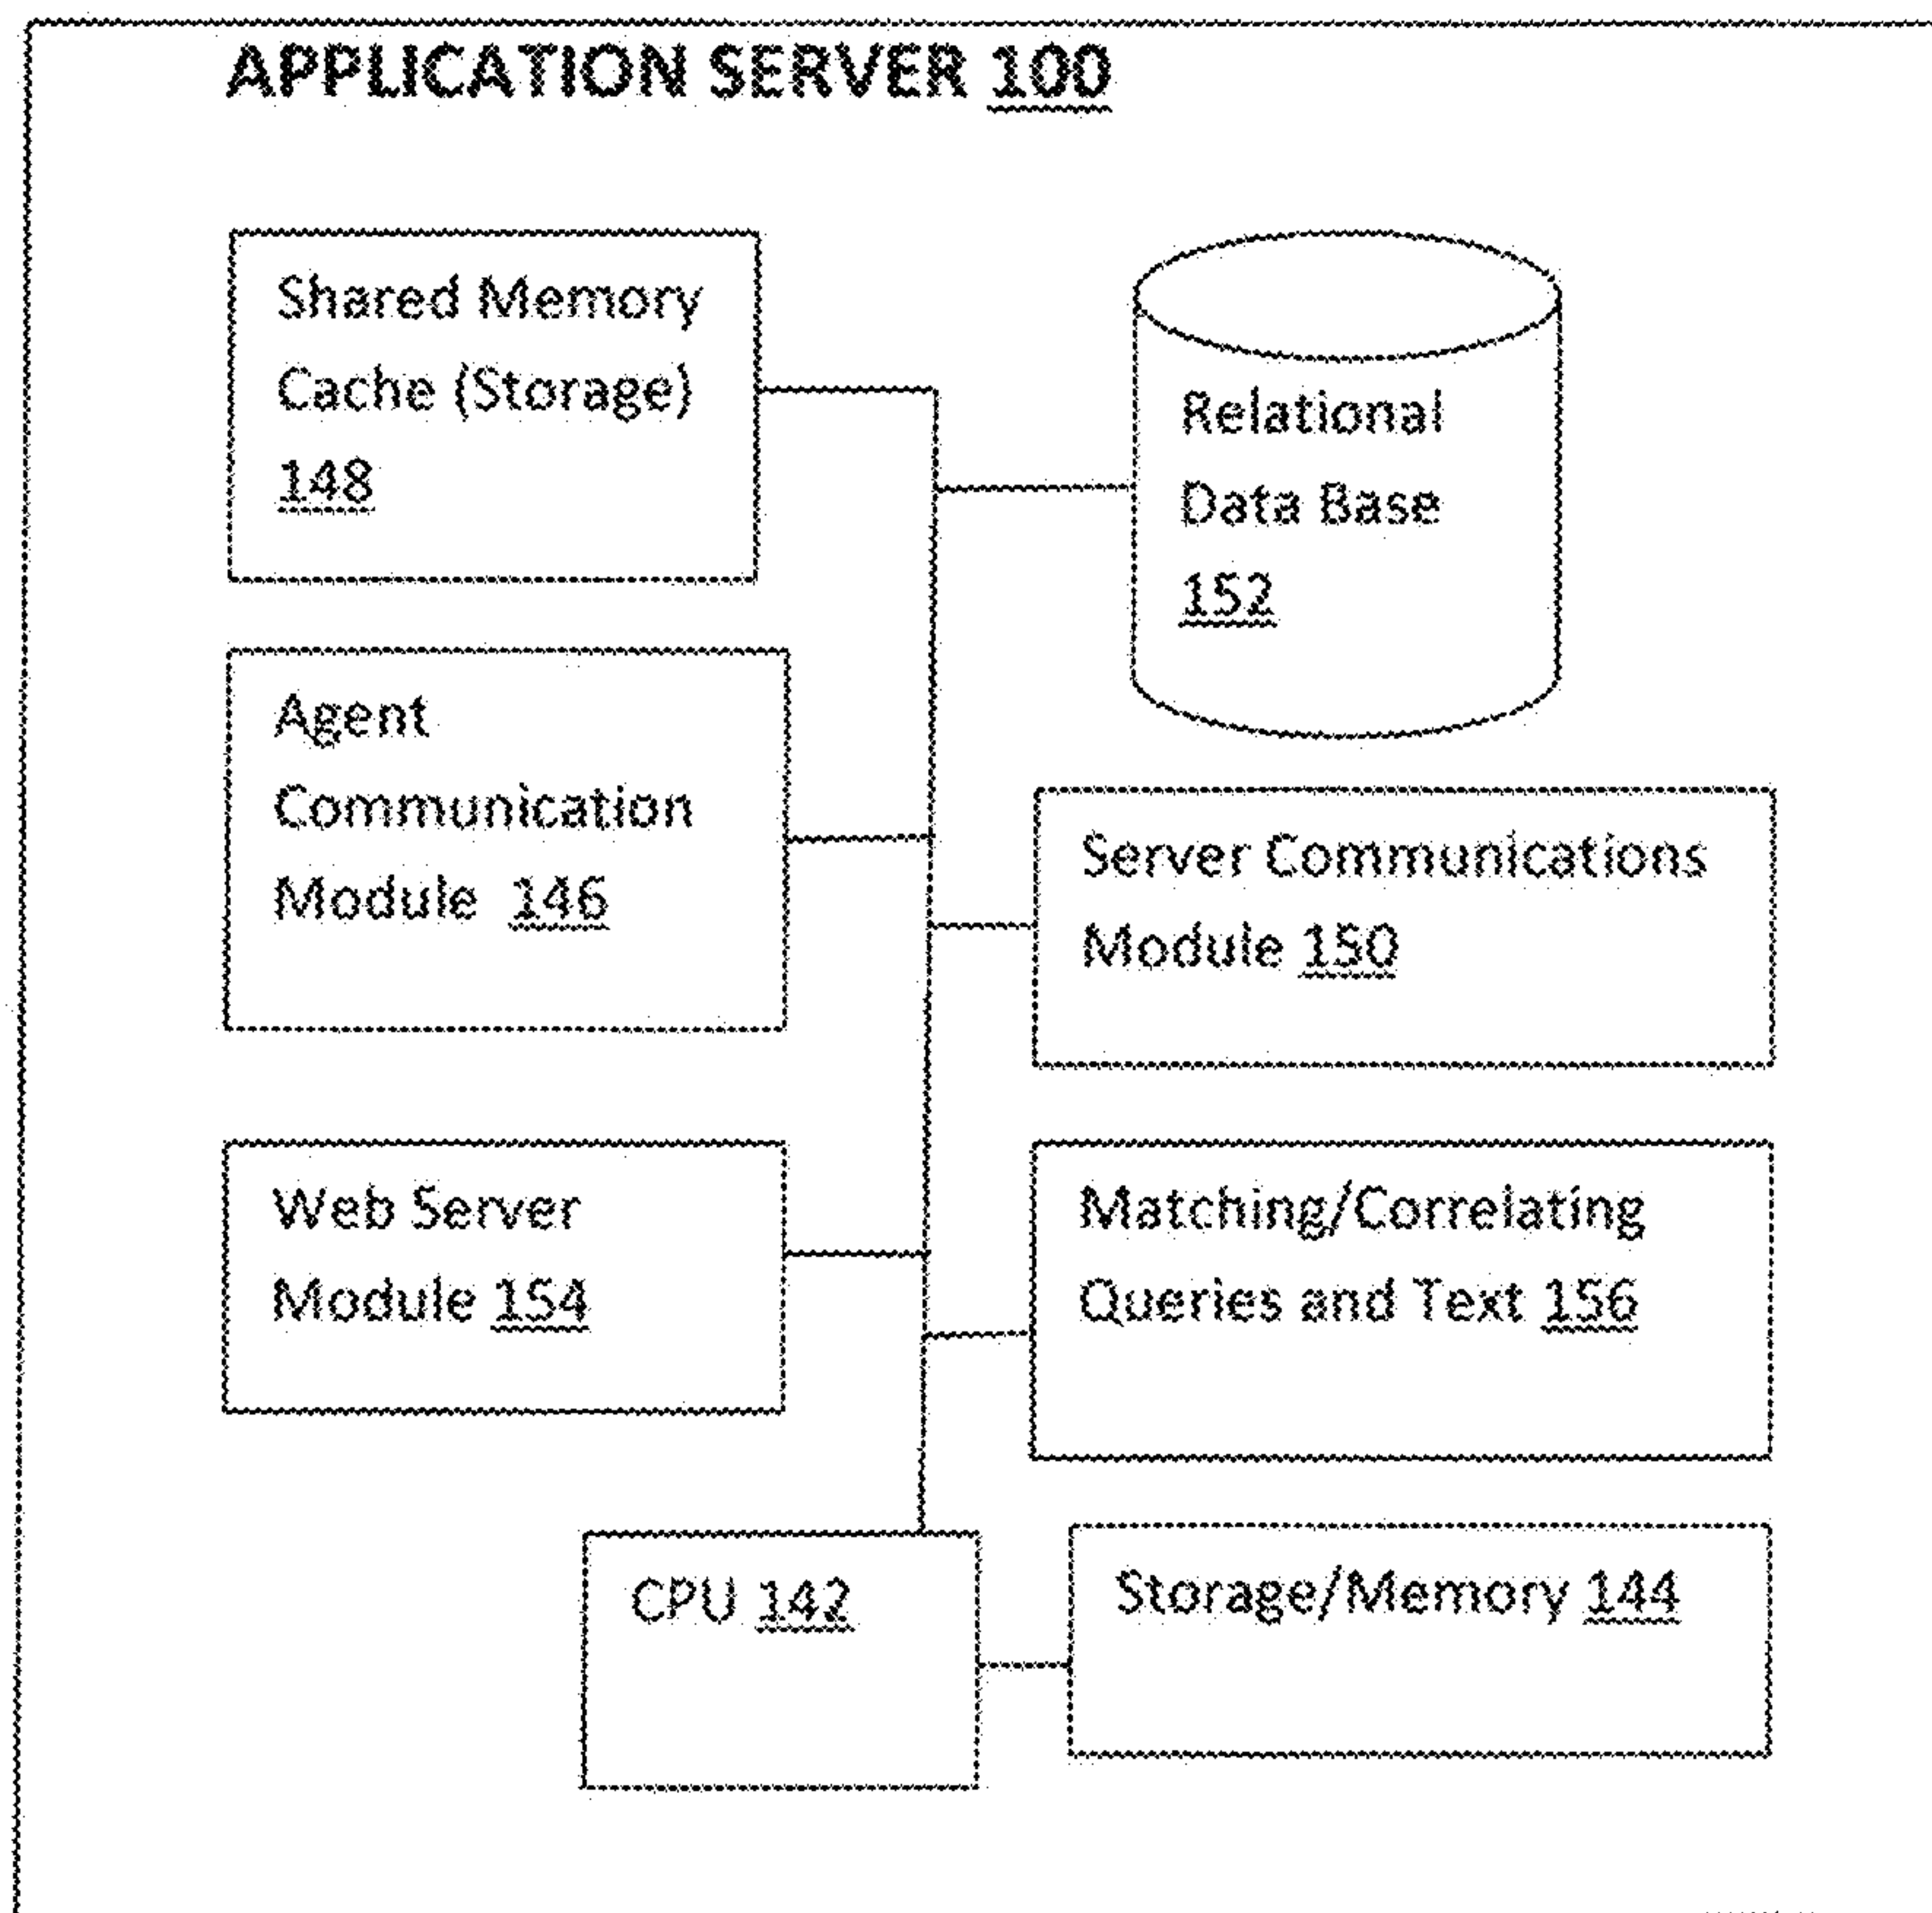 APPLICATION SERVER 100
Shared Memory
Cache (Storage)
148
Relational
Data Base
152
Agent
Communication
Module 146
Server Communications
Module 150
Web Server
Module 154
Matching/Correlating
Queries and Text 156
CPU 142
Storage/Memory 144